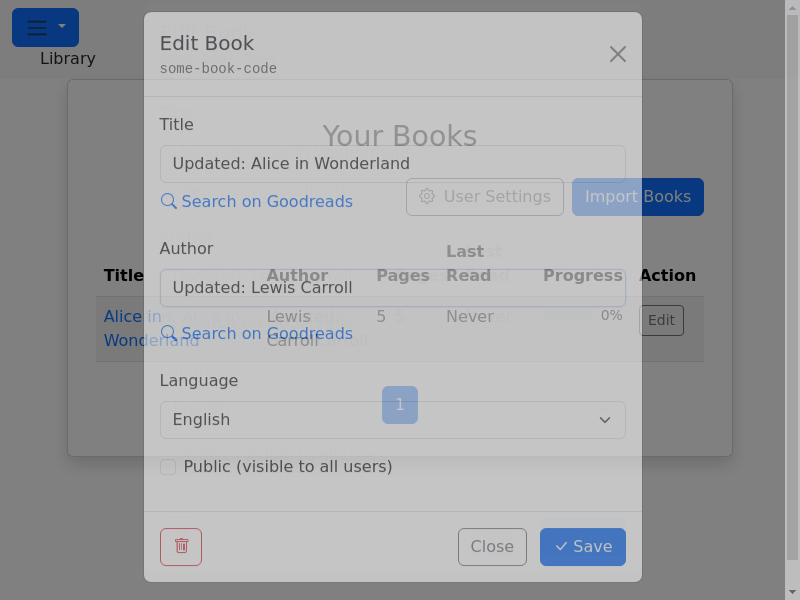 Library
Edit Book
some-book-code
Your Books
Title
Updated: Alice in Wonderland
Search on Goodreads
User Settings
Import Books
Author
Updated: Lewis Carroll
Title Author Pages Last Read Progress Action
Alice in Wonderland Lewis Carroll 5 Never 0% Edit
Search on Goodreads
Language
English
1
Public (visible to all users)
Close
Save